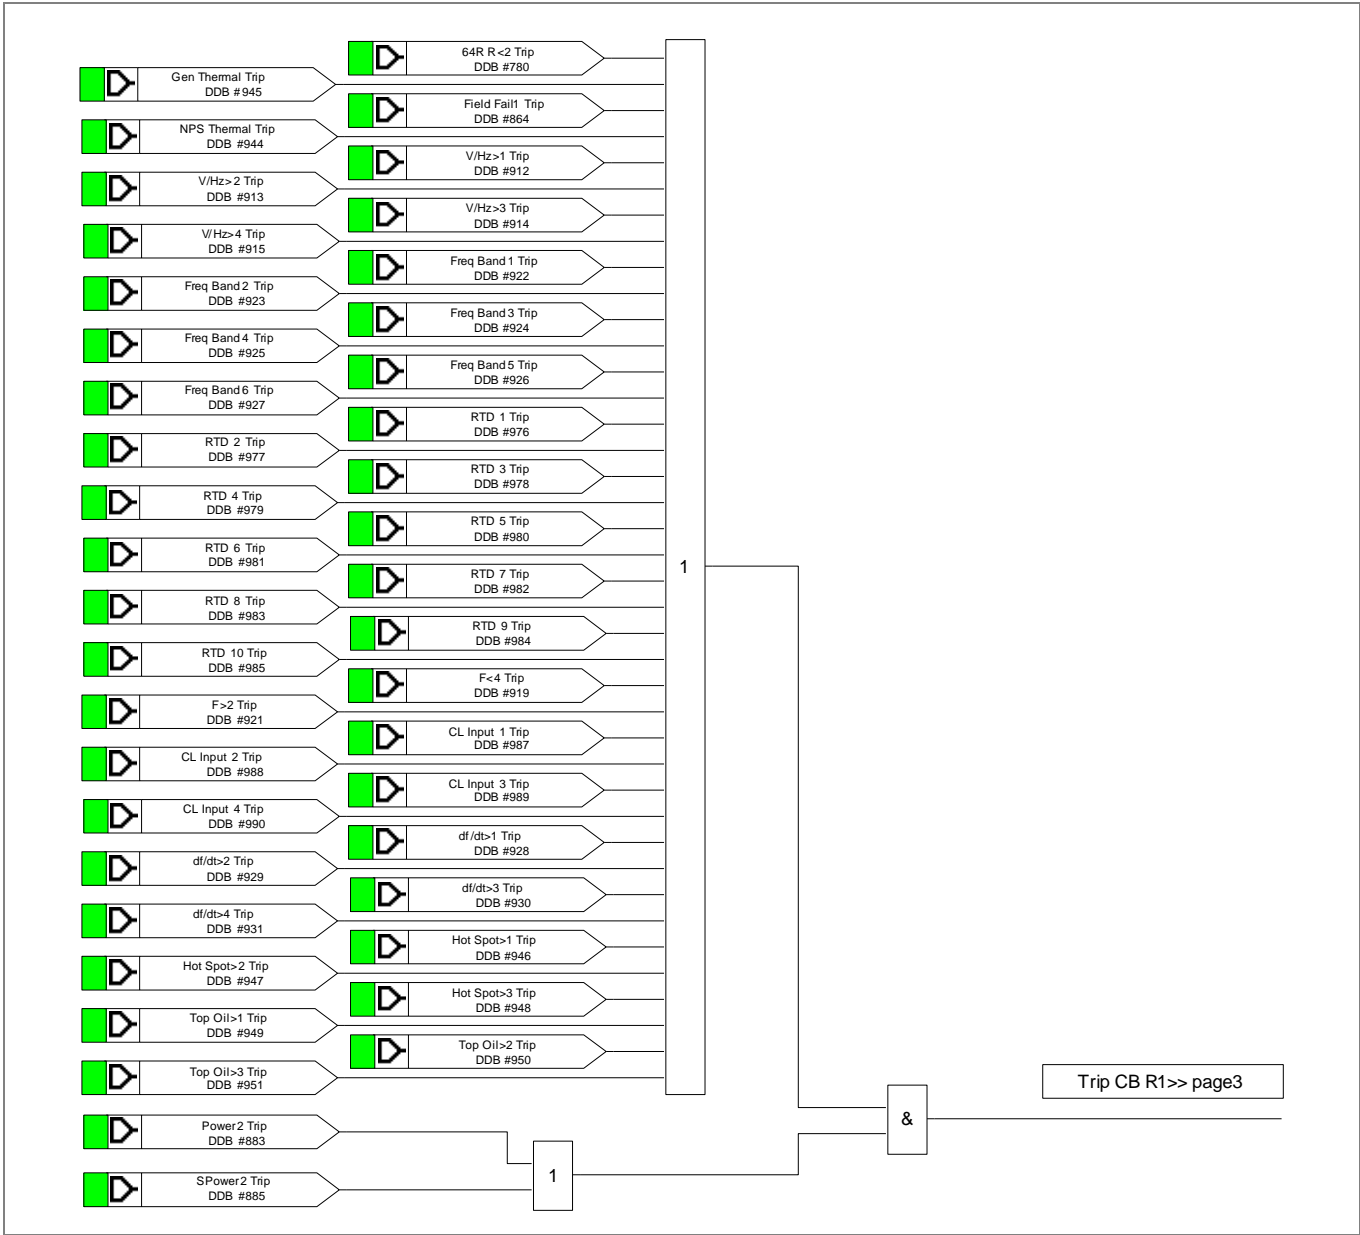 64R R<2 Trip
DDB #780
Gen Thermal Trip
DDB #945
Field Fail1 Trip
DDB #864
NPS Thermal Trip
DDB #944
V/Hz>1 Trip
DDB #912
V/Hz>2 Trip
DDB #913
V/Hz>3 Trip
DDB #914
V/Hz>4 Trip
DDB #915
Freq Band 1 Trip
DDB #922
Freq Band 2 Trip
DDB #923
Freq Band 3 Trip
DDB #924
Freq Band 4 Trip
DDB #925
Freq Band 5 Trip
DDB #926
Freq Band 6 Trip
DDB #927
RTD 1 Trip
DDB #976
RTD 2 Trip
DDB #977
RTD 3 Trip
DDB #978
RTD 4 Trip
DDB #979
RTD 5 Trip
DDB #980
RTD 6 Trip
DDB #981
1
RTD 7 Trip
DDB #982
RTD 8 Trip
DDB #983
RTD 9 Trip
DDB #984
RTD 10 Trip
DDB #985
F<4 Trip
DDB #919
F>2 Trip
DDB #921
CL Input 1 Trip
DDB #987
CL Input 2 Trip
DDB #988
CL Input 3 Trip
DDB #989
CL Input 4 Trip
DDB #990
df/dt>1 Trip
DDB #928
df/dt>2 Trip
DDB #929
df/dt>3 Trip
DDB #930
df/dt>4 Trip
DDB #931
Hot Spot>1 Trip
DDB #946
Hot Spot>2 Trip
DDB #947
Hot Spot>3 Trip
DDB #948
Top Oil>1 Trip
DDB #949
Top Oil>2 Trip
DDB #950
Top Oil>3 Trip
DDB #951
Trip CB R1>> page3
&
Power2 Trip
DDB #883
1
SPower2 Trip
DDB #885